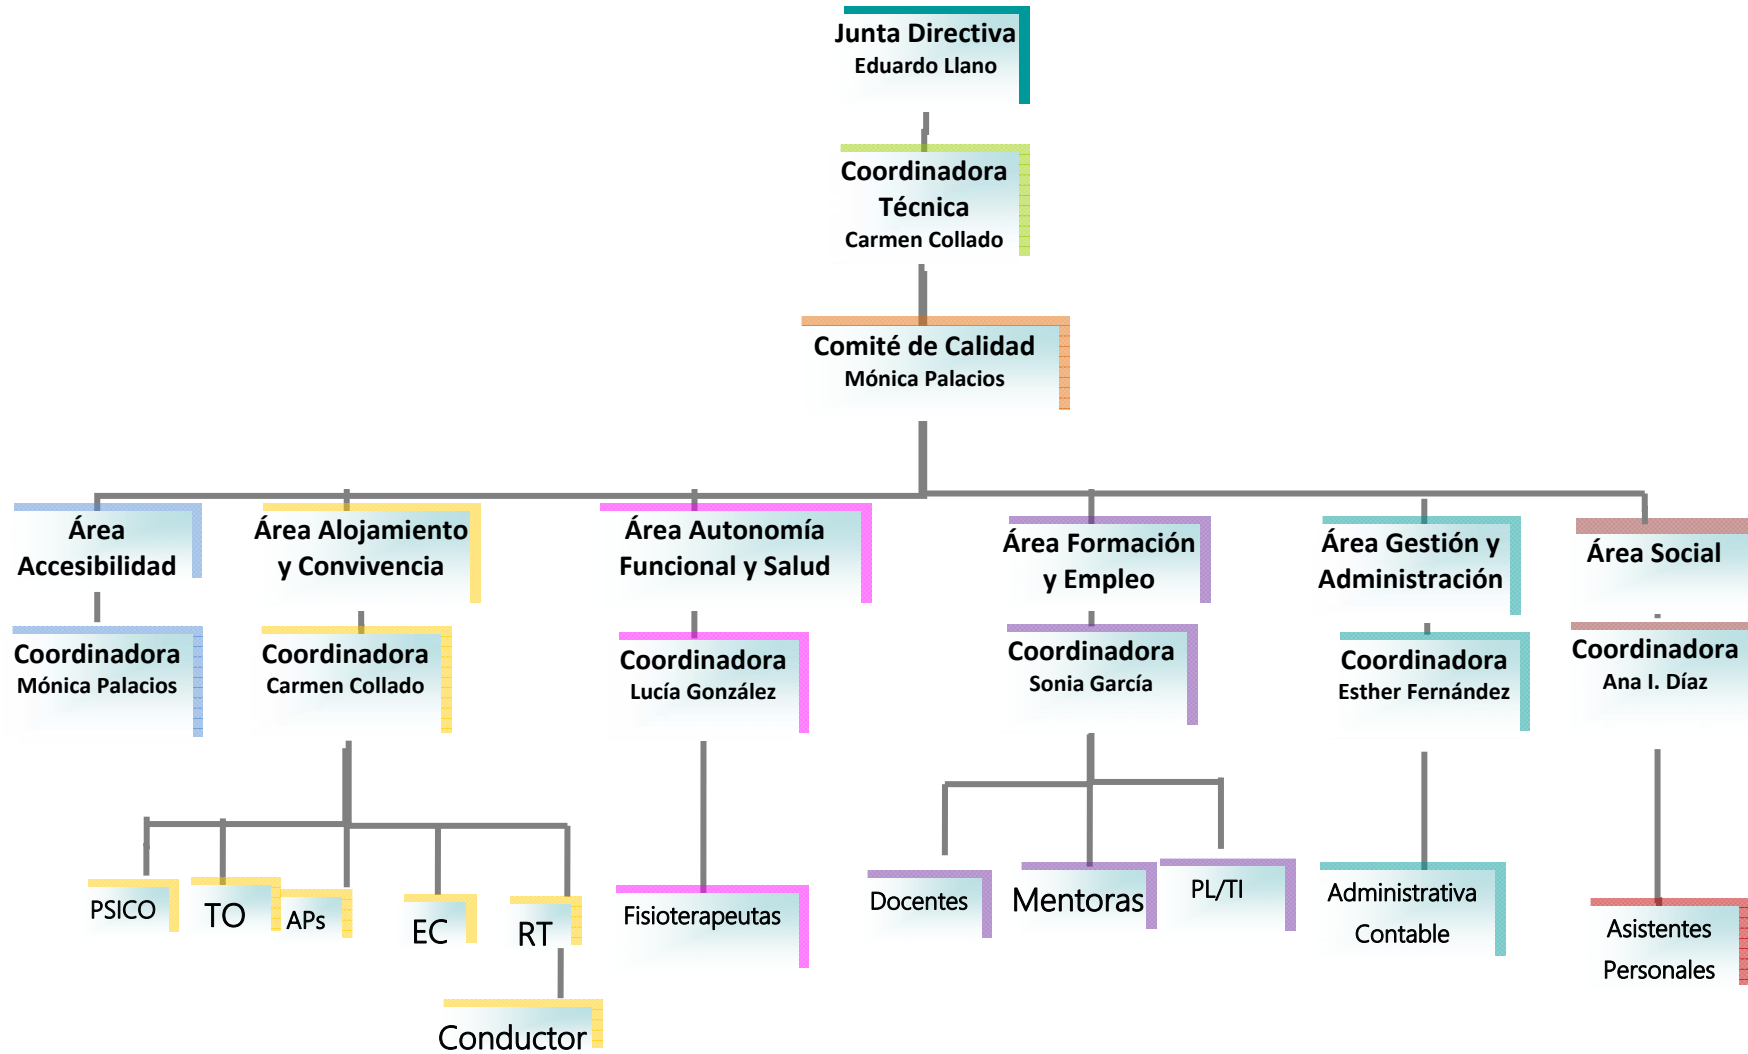 Junta Directiva
Eduardo Llano
Coordinadora
Técnica
Carmen Collado
Comité de Calidad
Mónica Palacios
Área
Accesibilidad
Área Alojamiento
y Convivencia
Área Autonomía
Funcional y Salud
Área Formación
y Empleo
Área Gestión y
Administración
Área Social
Coordinadora
Mónica Palacios
Coordinadora
Carmen Collado
Coordinadora
Lucía González
Coordinadora
Sonia García
Coordinadora
Esther Fernández
Coordinadora
Ana I. Díaz
PSICO
TO
APs
EC
RT
Conductor
Fisioterapeutas
Docentes
Mentoras
PL/TI
Administrativa
Contable
Asistentes
Personales